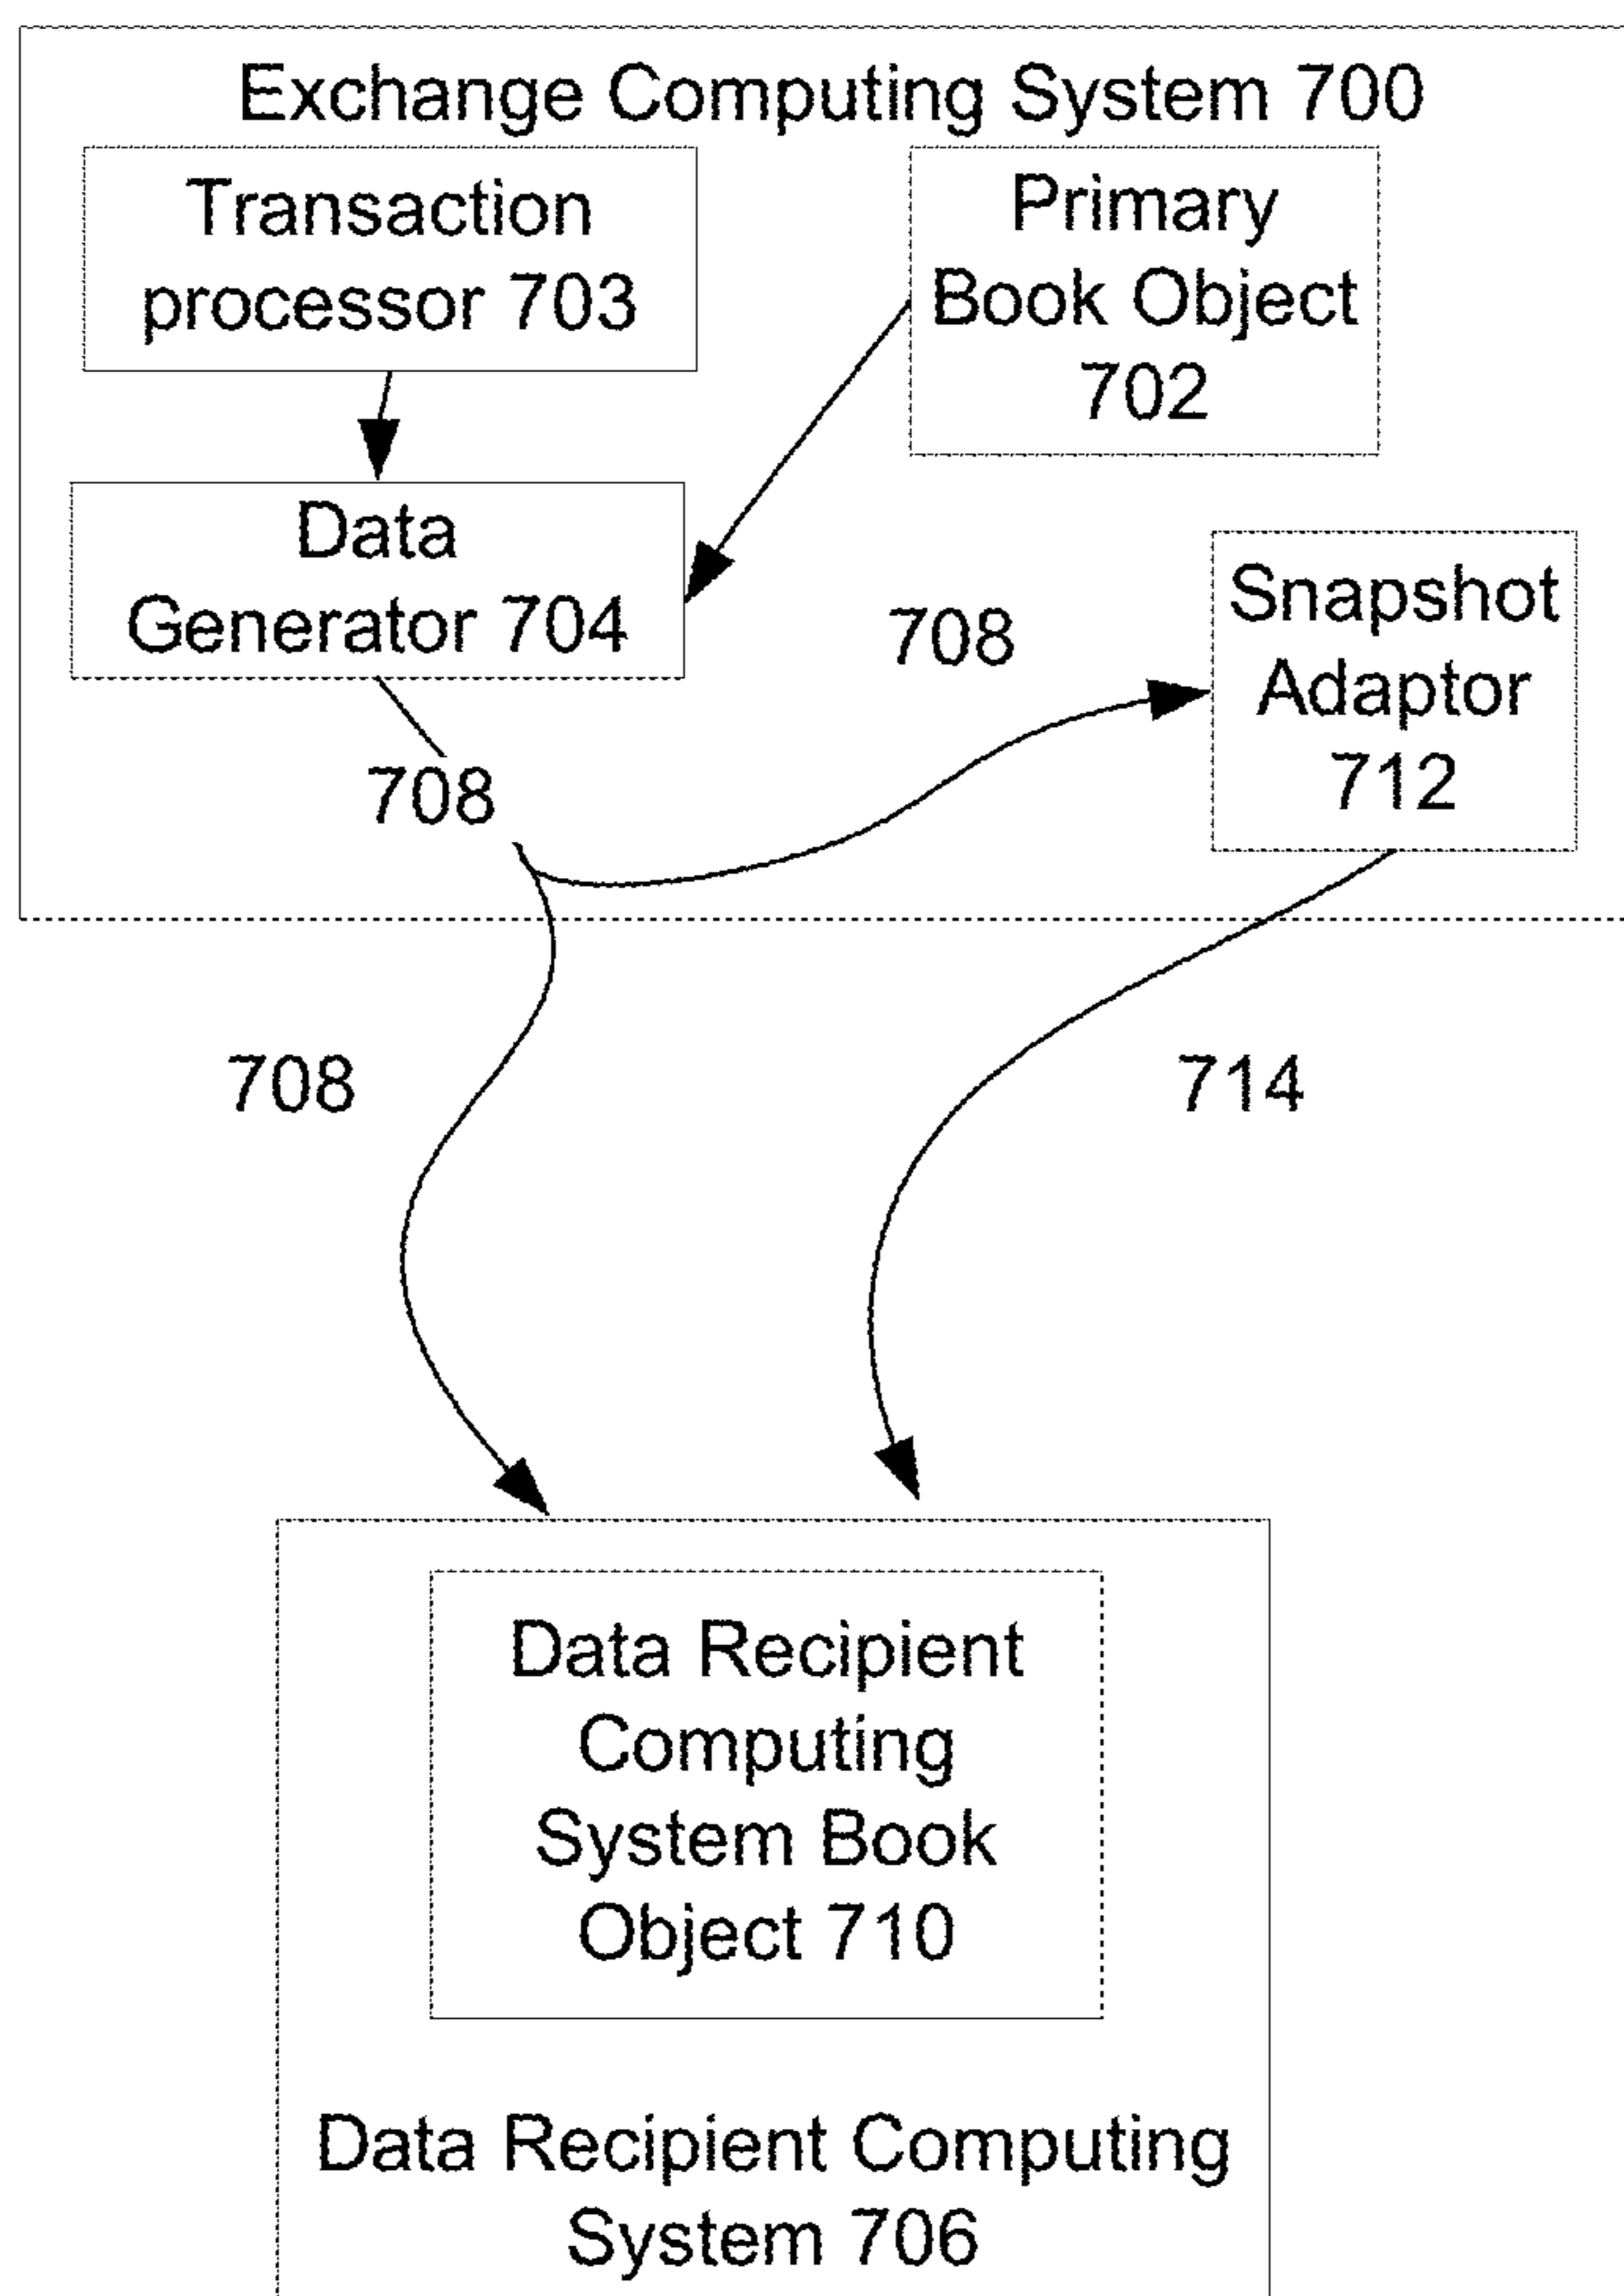 Exchange Computing System 700
Transaction
processor 703
Primary
Book Object
702
Data
Generator 704
708
Snapshot
Adaptor
712
708
708
714
Data Recipient
Computing
System Book
Object 710
Data Recipient Computing
System 706